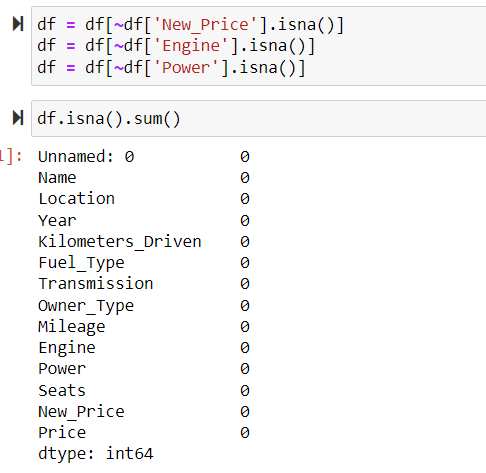 df = df[~df['New_Price'].isna()]
df = df[~df['Engine'].isna()]
df = df[~df['Power'].isna()]
df.isna().sum()
]: Unnamed: 0 0
Name 0
Location 0
Year 0
Kilometers_Driven 0
Fuel_Type 0
Transmission 0
Owner_Type 0
Mileage 0
Engine 0
Power 0
Seats 0
New_Price 0
Price 0
dtype: int64